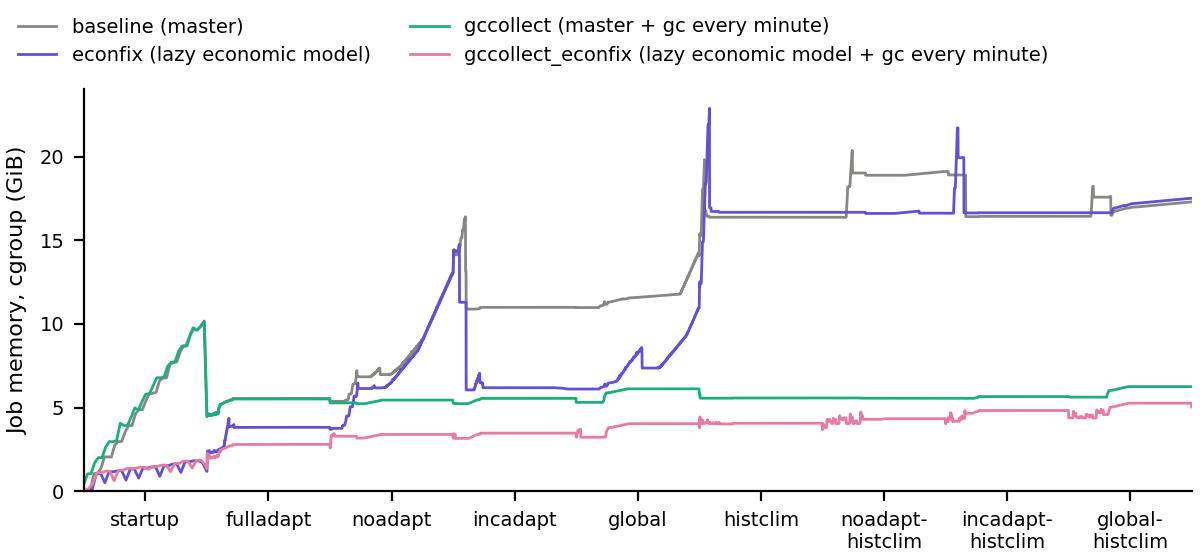 baseline (master)
econfix (lazy economic model)
gccollect (master + gc every minute)
gccollect_econfix (lazy economic model + gc every minute)
Job memory, cgroup (GiB)
20
15
10
5
0
startup
fulladapt
noadapt
incadapt
global
histclim
noadapt-
histclim
incadapt-
histclim
global-
histclim